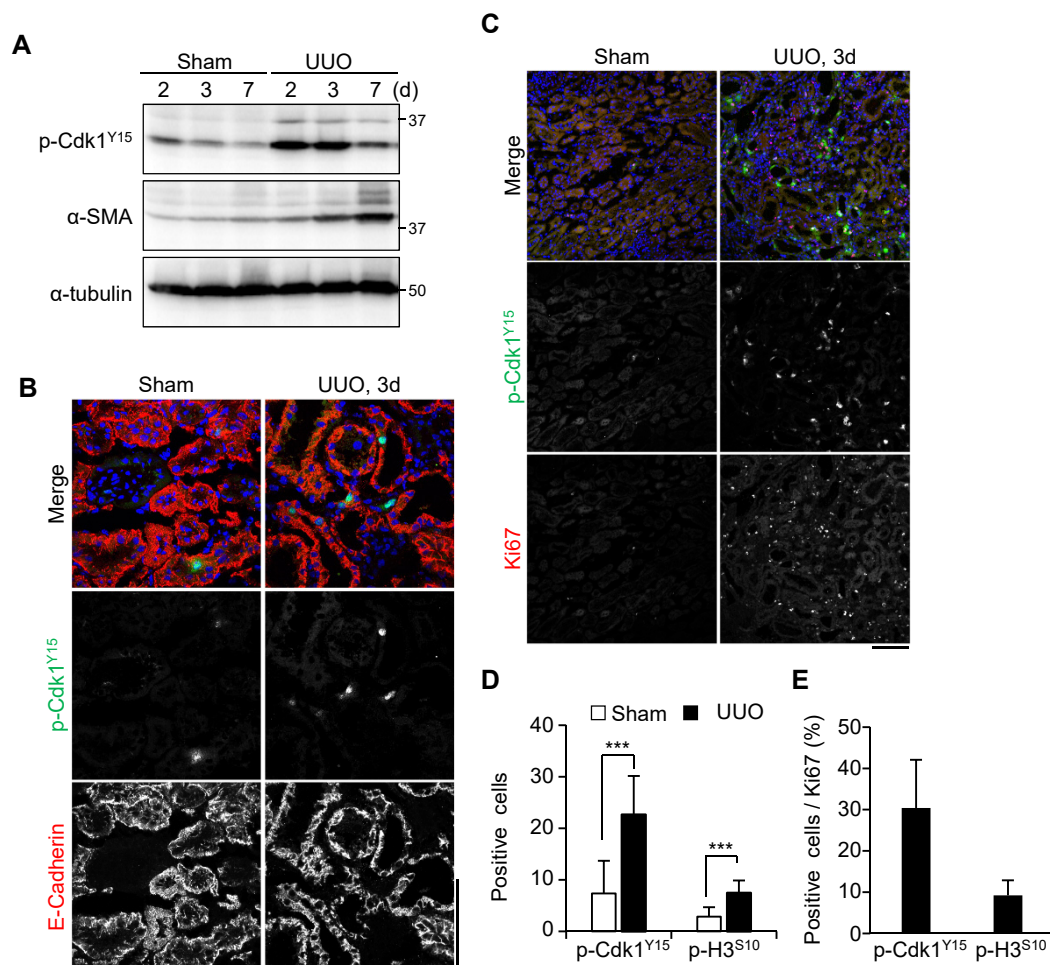 A
Sham UUO
2 3 7 2 3 7 (d)
p-Cdk1Y15
37
α-SMA
37
α-tubulin
50
B
Sham UUO, 3d
Merge
p-Cdk1Y15
E-Cadherin
C
Sham UUO, 3d
Merge
p-Cdk1Y15
Ki67
D
Sham UUO
Positive cells
40
30
20
10
0
***
***
p-Cdk1Y15 p-H3S10
E
Positive cells / Ki67 (%)
50
40
30
20
10
0
p-Cdk1Y15 p-H3S10